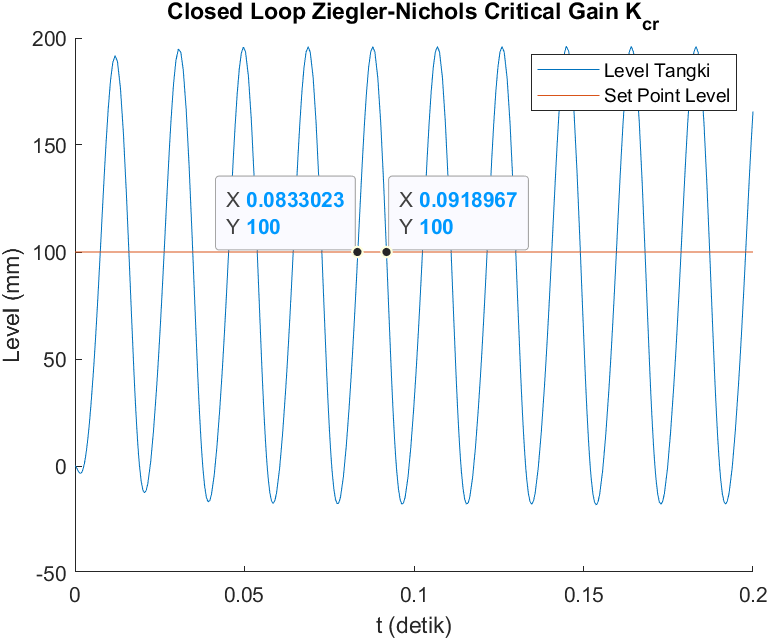 Closed Loop Ziegler-Nichols Critical Gain Kcr
200
150
100
50
0
-50
Level (mm)
Level Tangki
Set Point Level
X 0.0833023
Y 100
X 0.0918967
Y 100
0 0.05 0.1 0.15 0.2
t (detik)